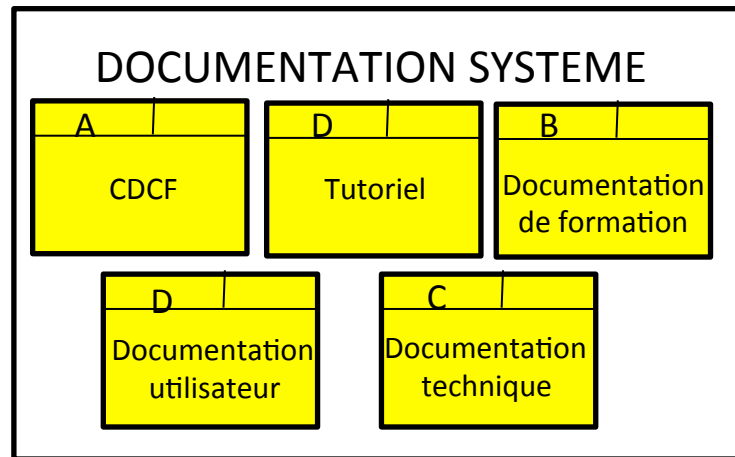 DOCUMENTATION SYSTEME
A
CDCF
D
Tutoriel
B
Documentation
de formation
D
Documentation
utilisateur
C
Documentation
technique